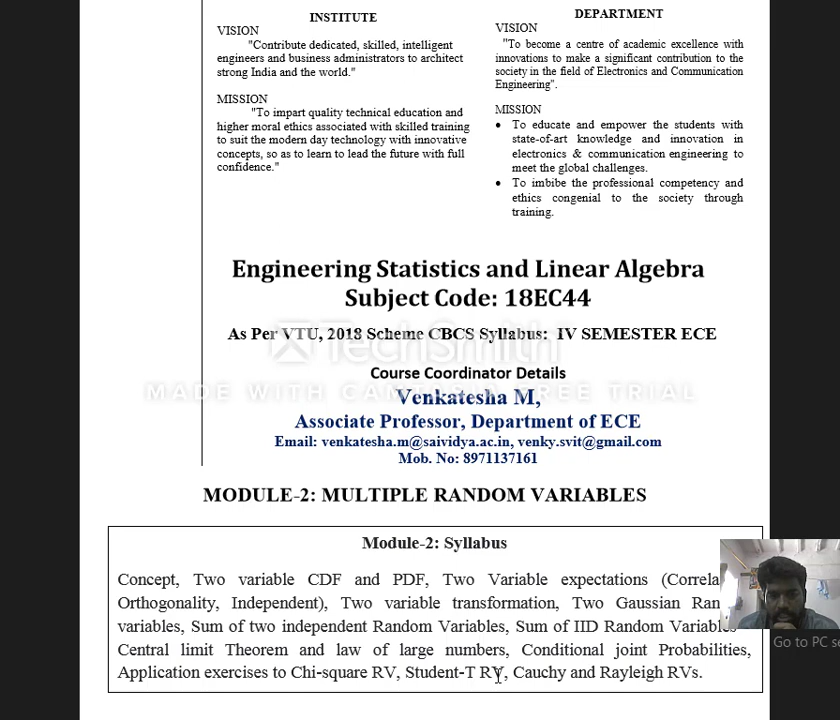 INSTITUTE
VISION
"Contribute dedicated, skilled, intelligent
engineers and business administrators to architect
strong India and the world."
MISSION
"To impart quality technical education and
higher moral ethics associated with skilled training
to suit the modern day technology with innovative
concepts, so as to learn to lead the future with full
confidence."
DEPARTMENT
VISION
"To become a centre of academic excellence with
innovations to make a significant contribution to the
society in the field of Electronics and Communication
Engineering".
MISSION
• To educate and empower the students with
state-of-art knowledge and innovation in
electronics & communication engineering to
meet the global challenges.
• To imbibe the professional competency and
ethics congenial to the society through
training.
Engineering Statistics and Linear Algebra
Subject Code: 18EC44
As Per VTU, 2018 Scheme CBCS Syllabus: IV SEMESTER ECE
TechSmith
Course Coordinator Details
MADE WITH CAMTASIA FREE TRIAL
Venkatesha M,
Associate Professor, Department of ECE
Email: venkatesha.m@saividya.ac.in, venky.svit@gmail.com
Mob. No: 8971137161
MODULE-2: MULTIPLE RANDOM VARIABLES
Module-2: Syllabus
Concept, Two variable CDF and PDF, Two Variable expectations
Orthogonality, Independent), Two variable transformation, Two Gaussian
variables, Sum of two independent Random Variables, Sum of IID Random
Central limit Theorem and law of large numbers, Conditional joint Probabilities,
Application exercises to Chi-square RV, Student-T RV, Cauchy and Rayleigh RVs.
Go to PC